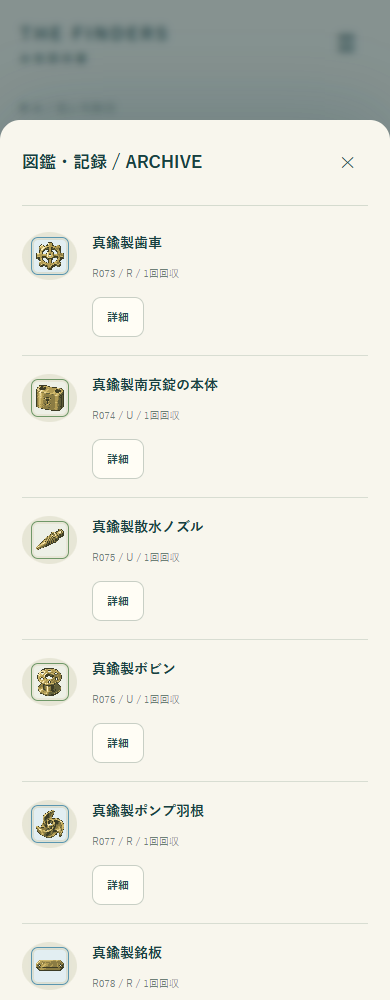 THE FINDERS
図鑑・記録 / ARCHIVE
真鍮製歯車
R073 / R / 1回回収
詳細
真鍮製南京錠の本体
R074 / U / 1回回収
詳細
真鍮製散水ノズル
R075 / U / 1回回収
詳細
真鍮製ボビン
R076 / U / 1回回収
詳細
真鍮製ポンプ羽根
R077 / R / 1回回収
詳細
真鍮製銘板
R078 / R / 1回回収